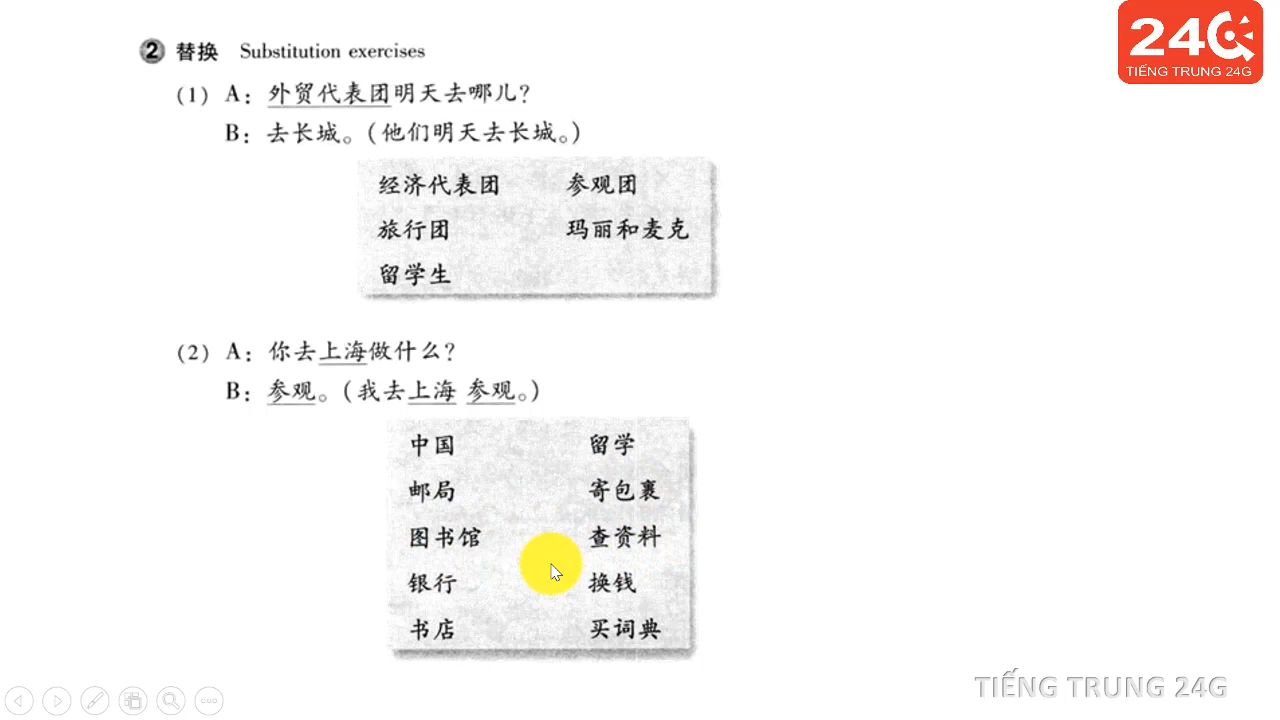 24G
TIẾNG TRUNG 24G
2 替换 Substitution exercises
(1) A: 外贸代表团明天去哪儿?
B: 去长城。(他们明天去长城。)
经济代表团 参观团
旅行团 玛丽和麦克
留学生
(2) A: 你去上海做什么?
B: 参观。(我去上海 参观。)
中国 留学
邮局 寄包裹
图书馆 查资料
银行 换钱
书店 买词典
TIẾNG TRUNG 24G